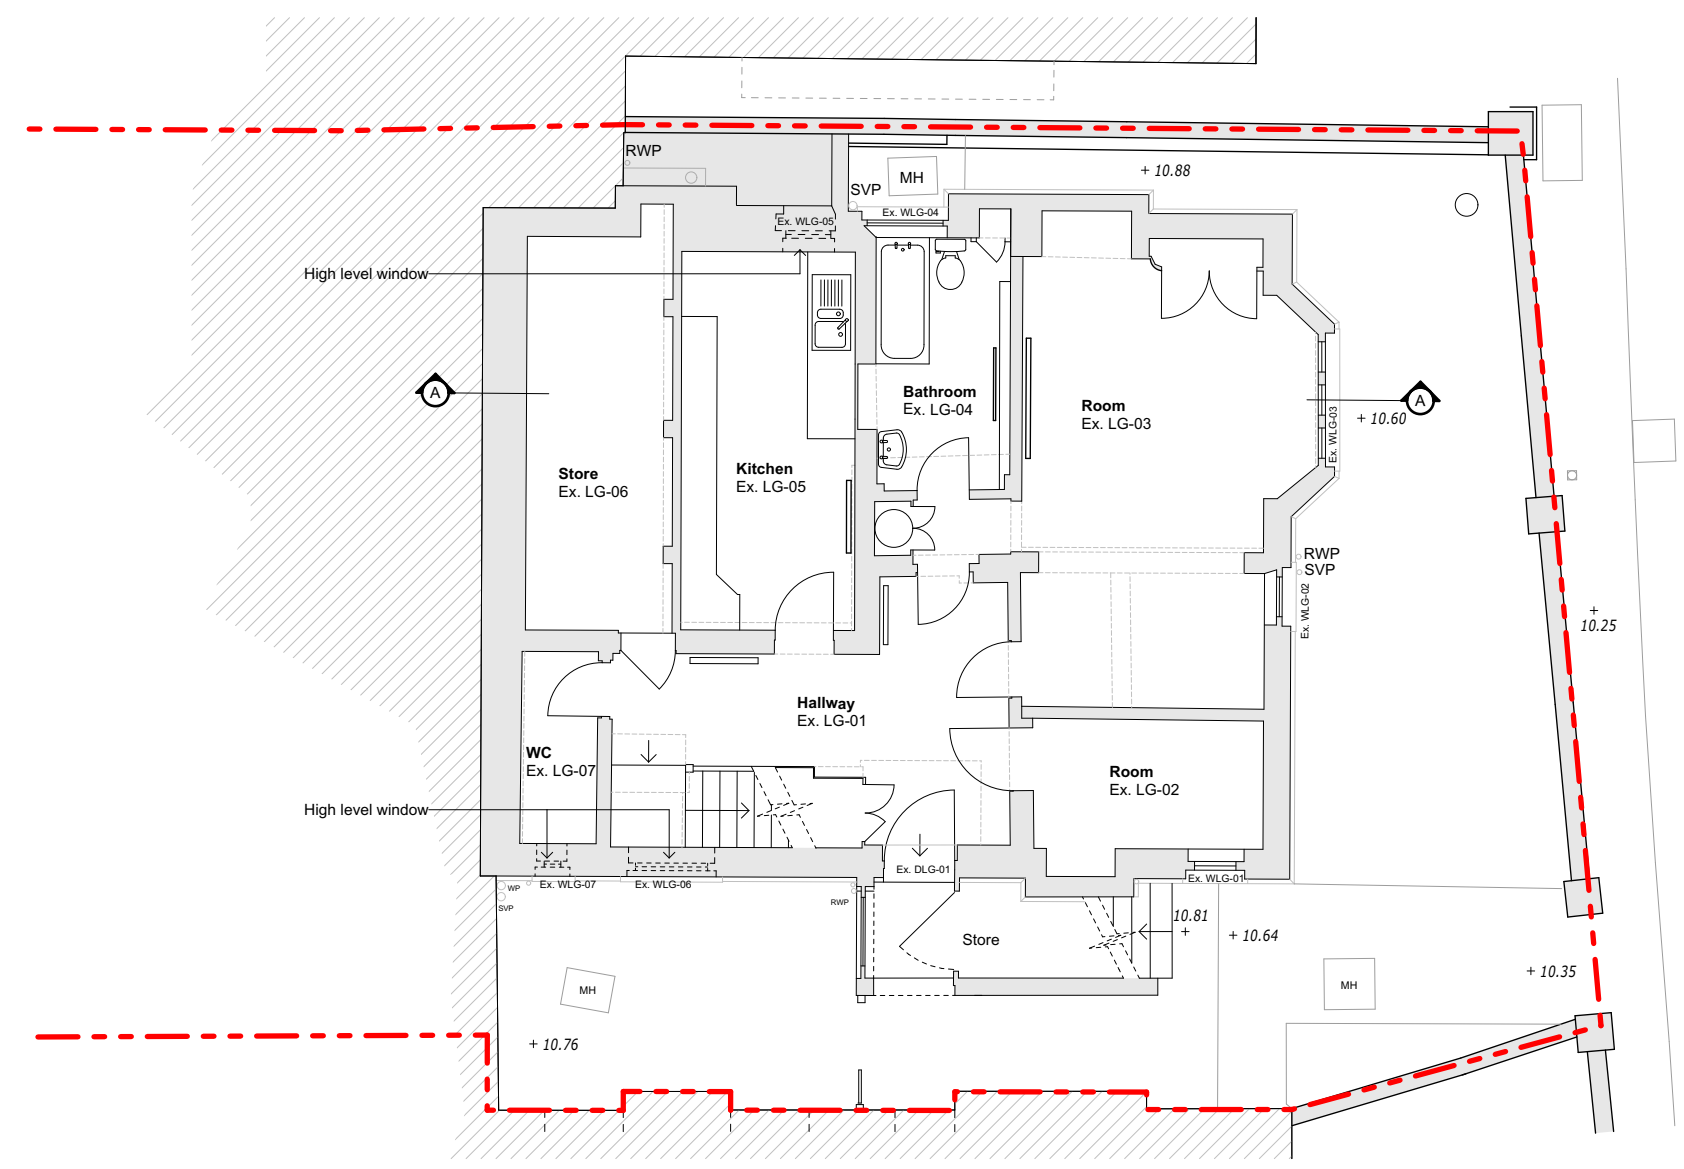 RWP
SVP
MH
+ 10.88
Ex. WLG-05
Ex. WLG-04
High level window
A
Bathroom
Ex. LG-04
Room
Ex. LG-03
Ex. WLG-03
A
+ 10.60
Store
Ex. LG-06
Kitchen
Ex. LG-05
RWP
SVP
Ex. WLG-02
+
10.25
Hallway
Ex. LG-01
WC
Ex. LG-07
Room
Ex. LG-02
High level window
Ex. DLG-01
WP
SVP
Ex. WLG-07
Ex. WLG-06
RWP
Ex. WLG-01
Store
10.81
+
+ 10.64
+ 10.35
MH
MH
+ 10.76